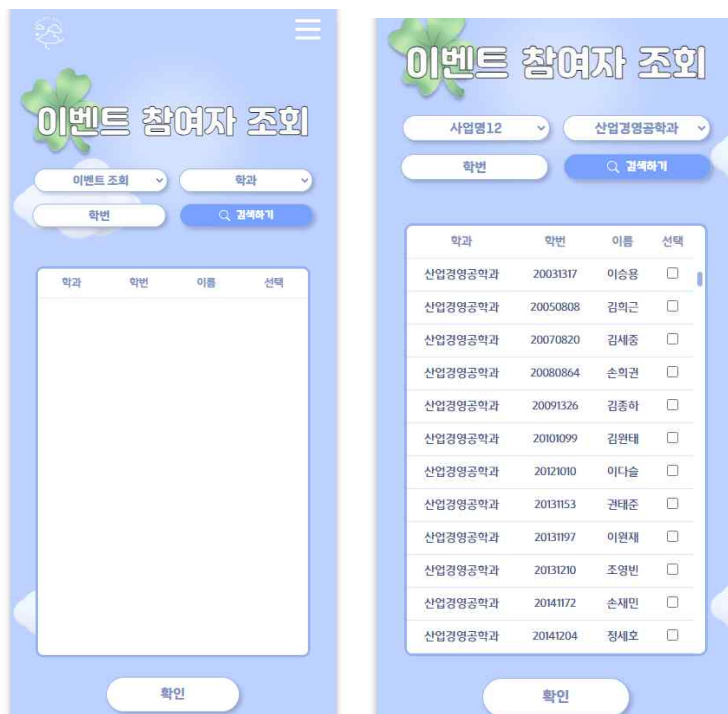 이벤트 참여자 조회
이벤트 조회
학과
학번
검색하기
학과 학번 이름 선택
확인
이벤트 참여자 조회
사업명12
산업경영공학과
학번
검색하기
학과 학번 이름 선택
산업경영공학과 20031317 이승용
산업경영공학과 20050808 김희근
산업경영공학과 20070820 김세중
산업경영공학과 20080864 손희권
산업경영공학과 20091326 김종하
산업경영공학과 20101099 김원태
산업경영공학과 20121010 이다슬
산업경영공학과 20131153 권태준
산업경영공학과 20131197 이원재
산업경영공학과 20131210 조영빈
산업경영공학과 20141172 손재민
산업경영공학과 20141204 정세호
확인